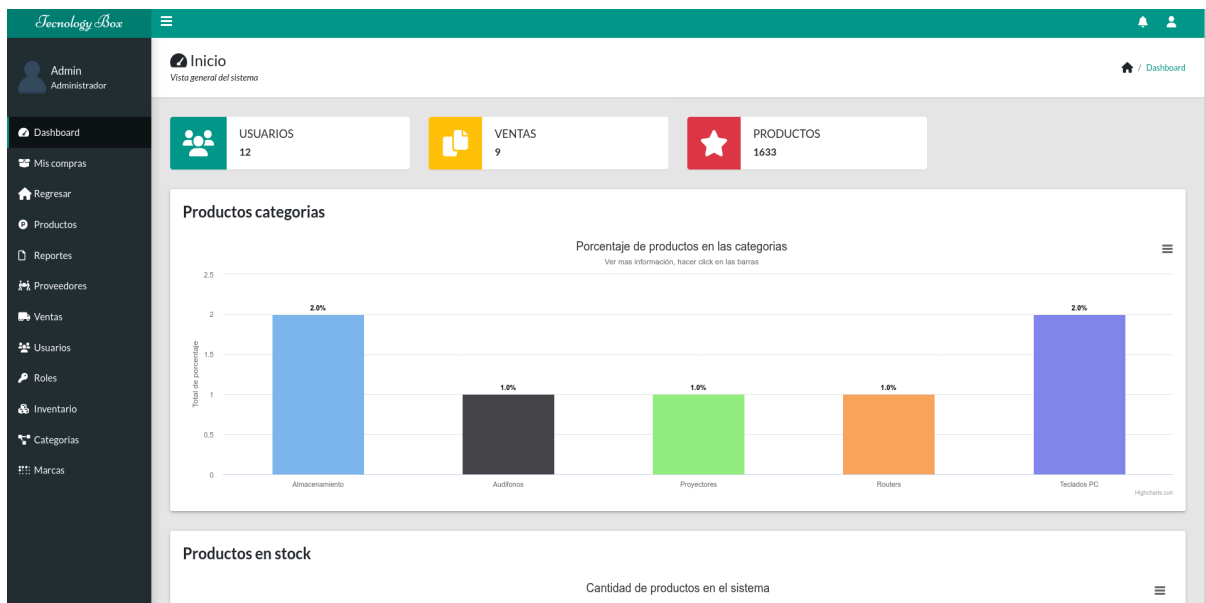 Tecnology Box
Admin
Administrador
Dashboard
Mis compras
Regresar
Productos
Reportes
Proveedores
Ventas
Usuarios
Roles
Inventario
Categorias
Marcas
Inicio
Vista general del sistema
/ Dashboard
USUARIOS
12
VENTAS
9
PRODUCTOS
1633
Productos categorias
Porcentaje de productos en las categorias
Ver mas información, hacer click en las barras
Total de porcentaje
2.5
2
1.5
1
0.5
0
2.0%
1.0%
1.0%
1.0%
2.0%
Almacenamiento
Audifonos
Proyectores
Routers
Teclados PC
Highcharts.com
Productos en stock
Cantidad de productos en el sistema